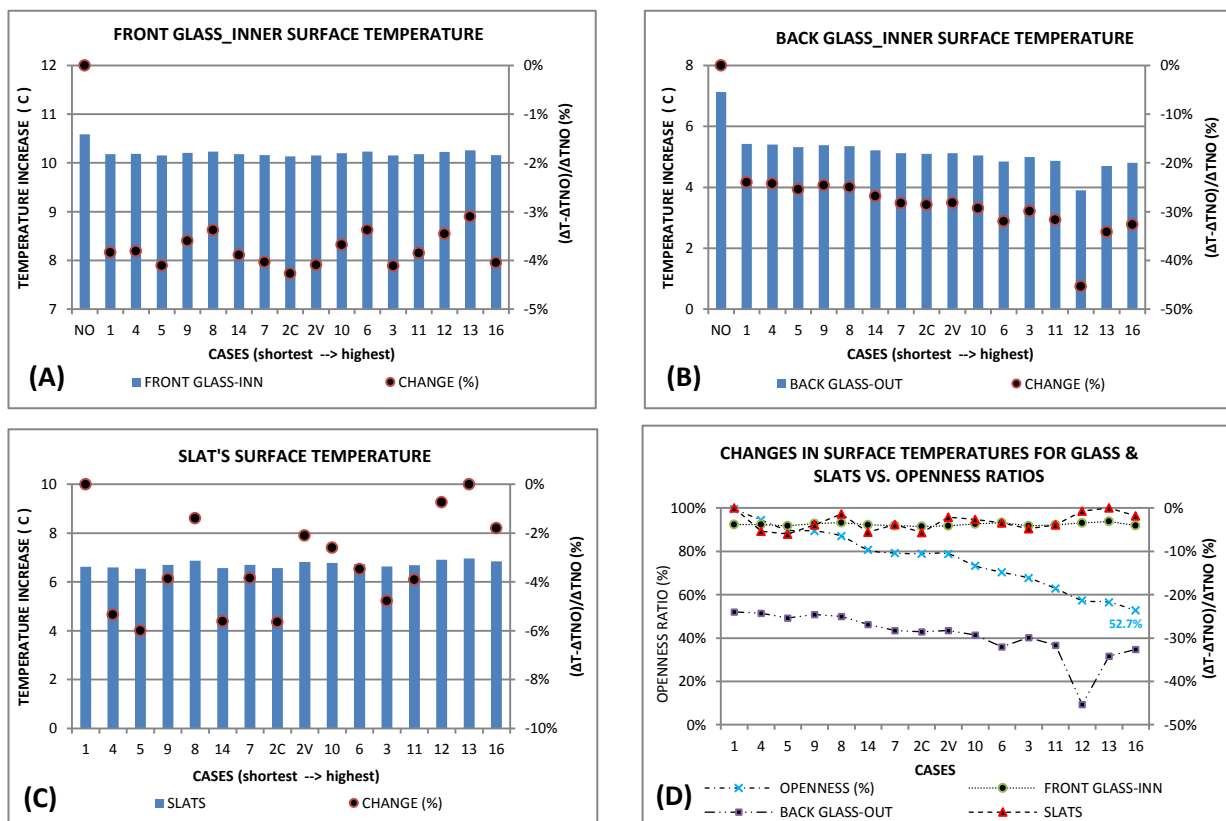 FRONT GLASS_INNER SURFACE TEMPERATURE
TEMPERATURE INCREASE ( C )
12
11
10
9
8
7
0%
-1%
-2%
-3%
-4%
-5%
(ΔT-ΔTNO)/ΔTNO (%)
NO 1 4 5 9 8 14 7 2C 2V 10 6 3 11 12 13 16
CASES (shortest --> highest)
(A)
FRONT GLASS-INN CHANGE (%)
BACK GLASS_INNER SURFACE TEMPERATURE
TEMPERATURE INCREASE ( C )
8
6
4
2
0
0%
-10%
-20%
-30%
-40%
-50%
(ΔT-ΔTNO)/ΔTNO (%)
NO 1 4 5 9 8 14 7 2C 2V 10 6 3 11 12 13 16
CASES (shortest --> highest)
(B)
BACK GLASS-OUT CHANGE (%)
SLAT'S SURFACE TEMPERATURE
TEMPERATURE INCREASE ( C )
10
8
6
4
2
0
0%
-2%
-4%
-6%
-8%
-10%
(ΔT-ΔTNO)/ΔTNO (%)
1 4 5 9 8 14 7 2C 2V 10 6 3 11 12 13 16
CASES (shortest --> highest)
(C)
SLATS CHANGE (%)
CHANGES IN SURFACE TEMPERATURES FOR GLASS &
SLATS VS. OPENNESS RATIOS
OPENNESS RATIO (%)
100%
80%
60%
40%
20%
0%
0%
-10%
-20%
-30%
-40%
-50%
(ΔT-ΔTNO)/ΔTNO (%)
52.7%
1 4 5 9 8 14 7 2C 2V 10 6 3 11 12 13 16
CASES
(D)
OPENNESS (%) FRONT GLASS-INN
BACK GLASS-OUT SLATS